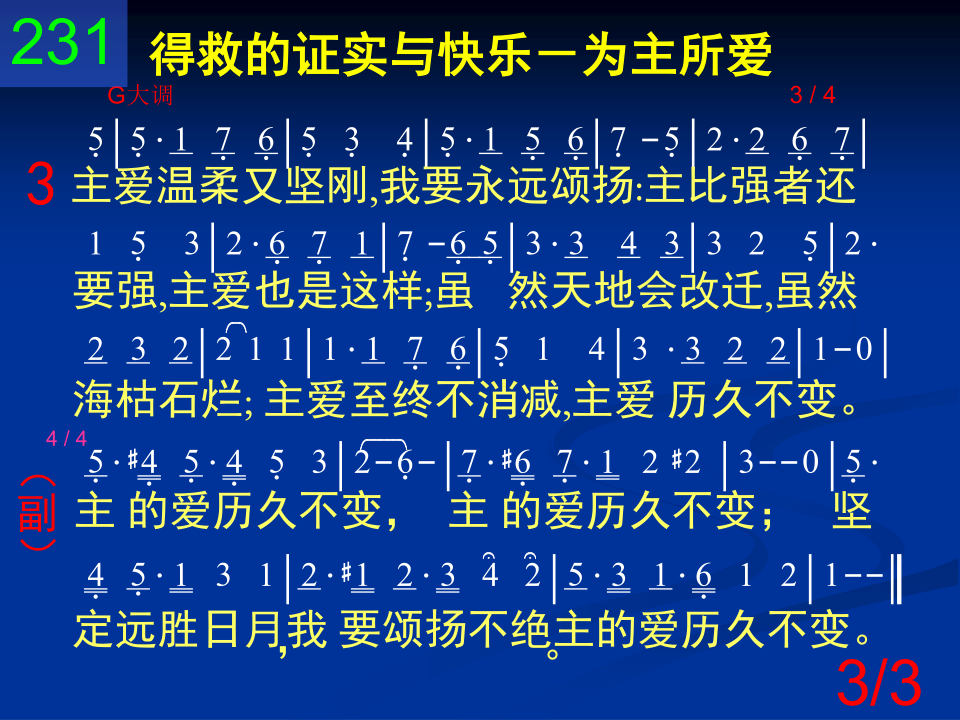 231
得救的证实与快乐－为主所爱
G大调 3 / 4
5|5·1 7 6|5 3 4|5·1 5 6|7-5|2·2 6 7|
3 主爱温柔又坚刚,我要永远颂扬:主比强者还
1 5 3|2·6 7 1|7-6 5|3·3 4 3|3 2 5|2·
要强,主爱也是这样;虽 然天地会改迁,虽然
2 3 2|2 1 1|1·1 7 6|5 1 4|3·3 2 2|1-0|
海枯石烂; 主爱至终不消减,主爱 历久不变。
4 / 4
5·#4 5·4 5 3|2-6-|7·#6 7·1 2 #2|3--0|5·
（副） 主 的爱历久不变， 主 的爱历久不变； 坚
4 5·1 3 1|2·#1 2·3 4 2|5·3 1·6 1 2|1--‖
定远胜日月,我 要颂扬不绝。主的爱历久不变。
3/3